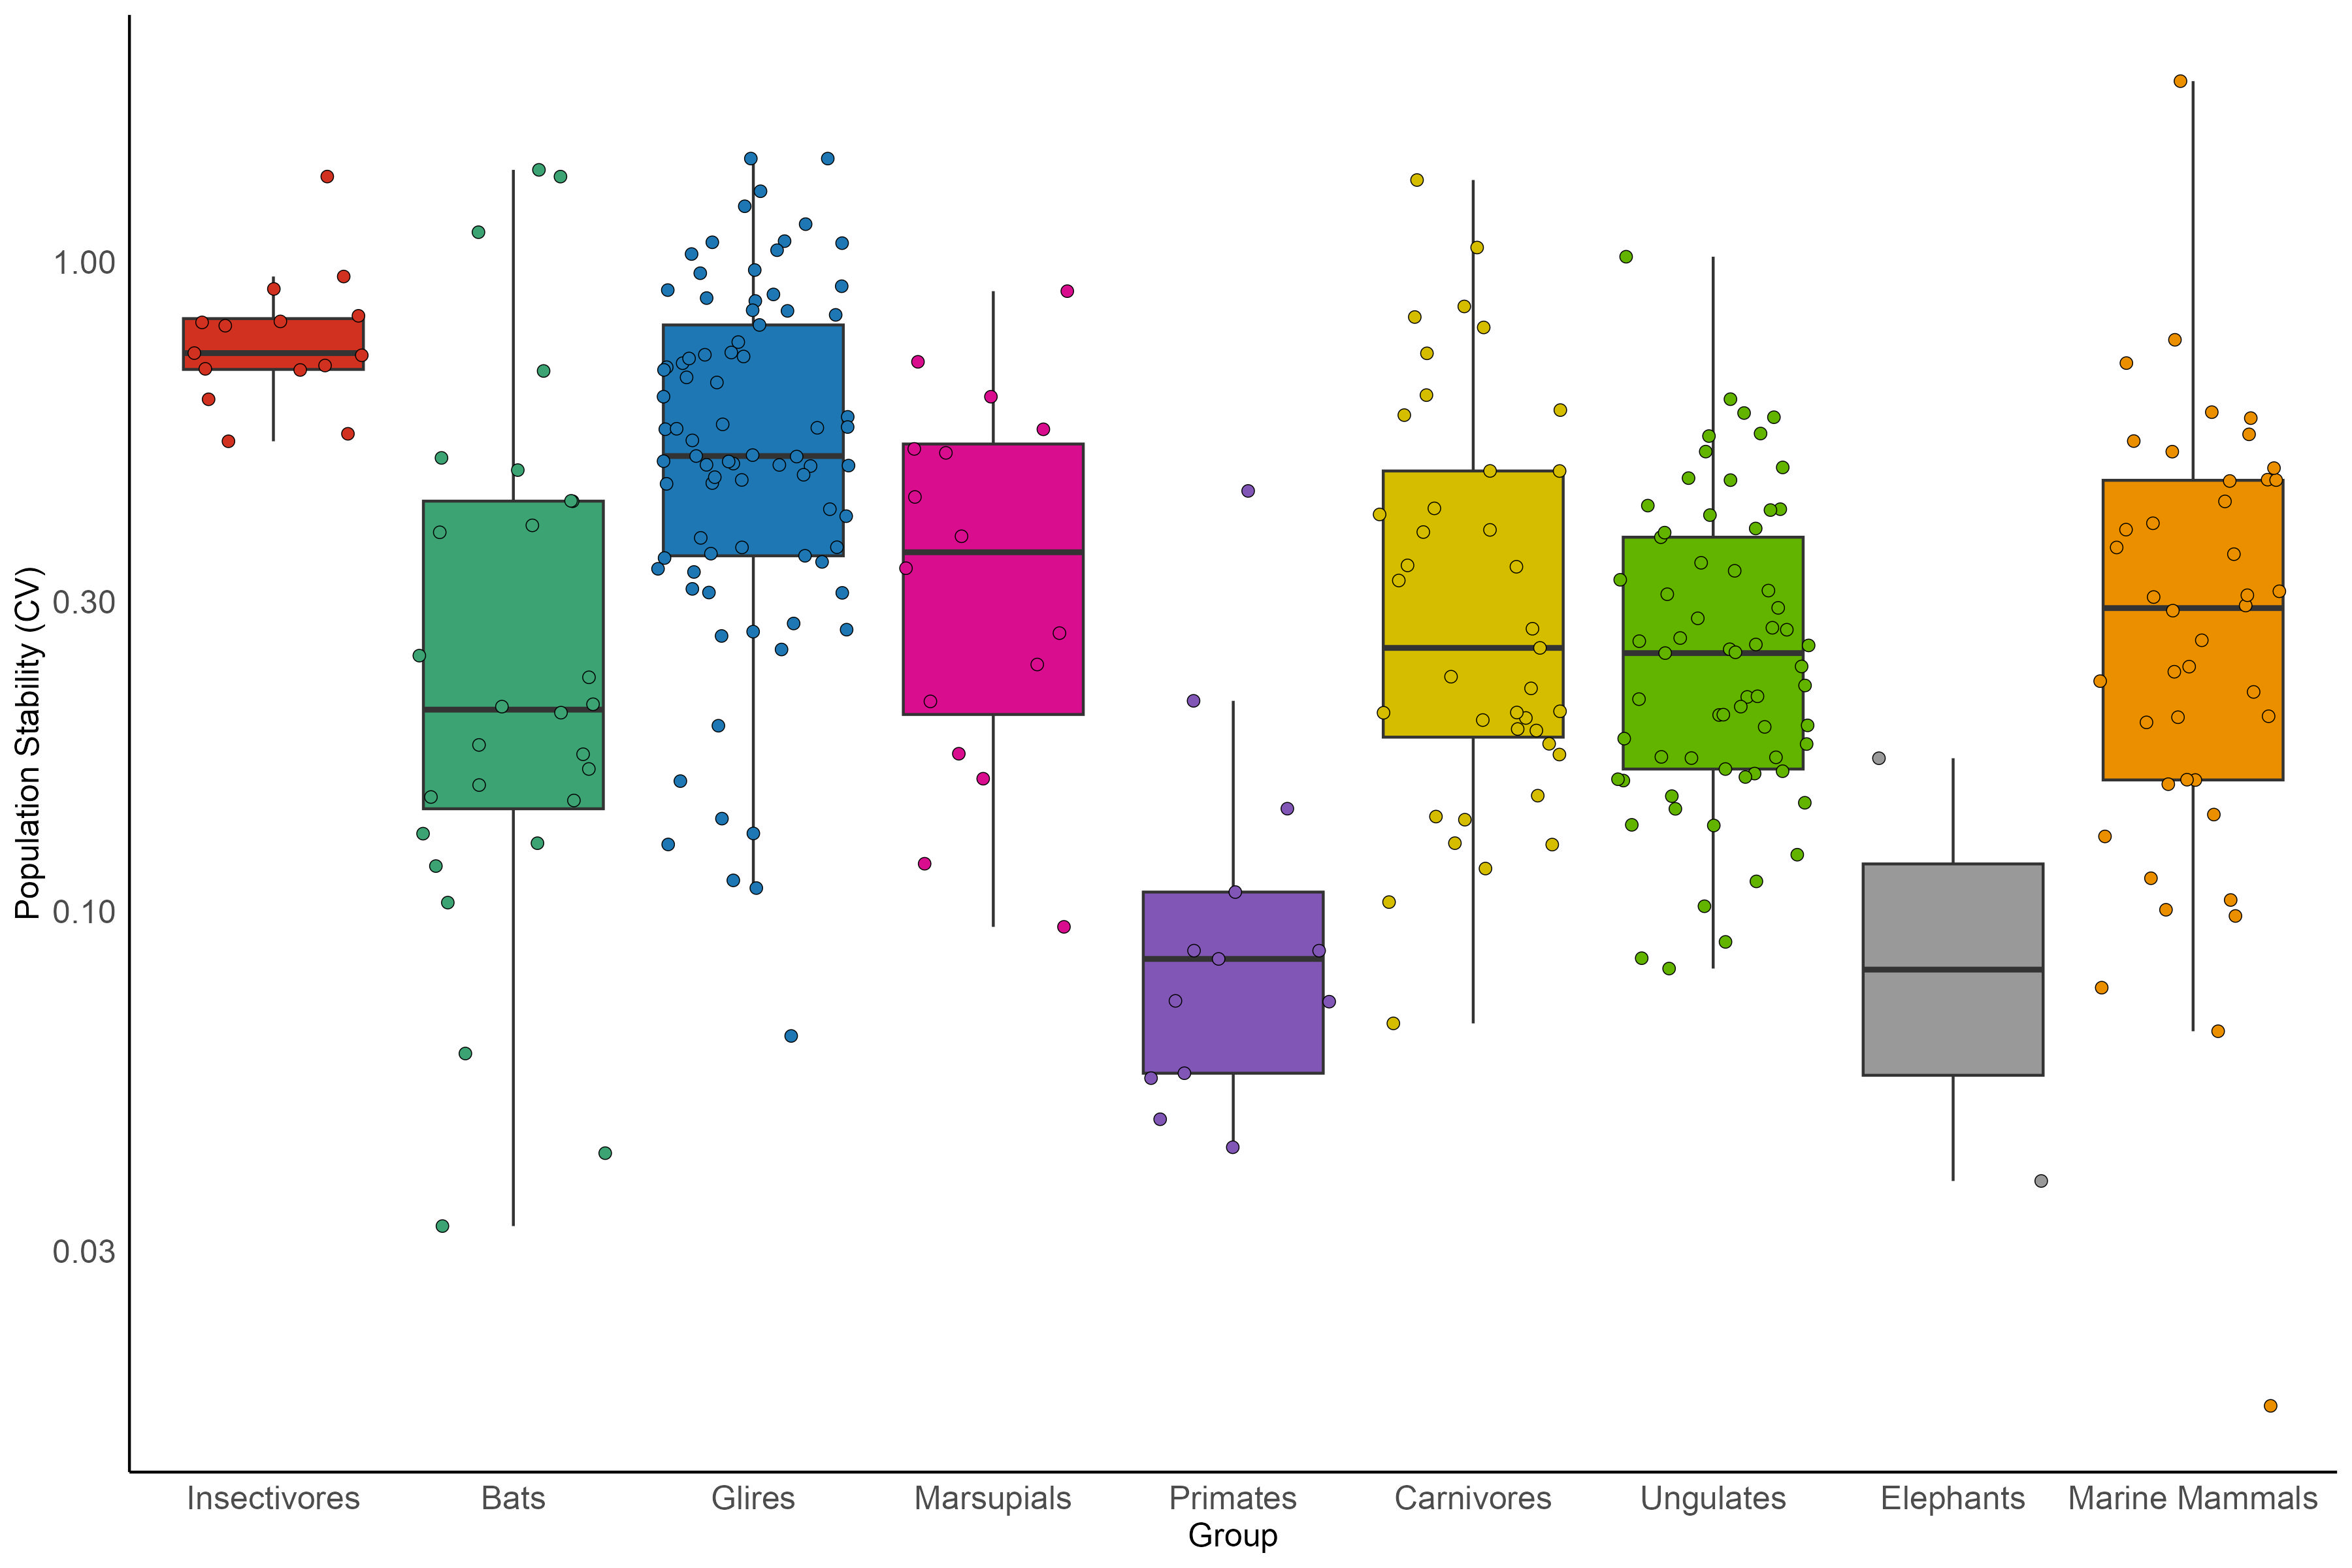 Population Stability (CV)
1.00
0.30
0.10
0.03
Insectivores Bats Glires Marsupials Primates Carnivores Ungulates Elephants Marine Mammals
Group